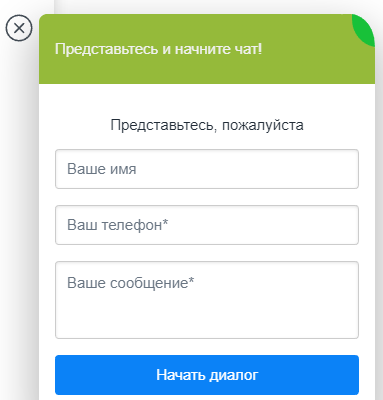 Представьтесь и начните чат!
Представьтесь, пожалуйста
Ваше имя
Ваш телефон*
Ваше сообщение*
Начать диалог